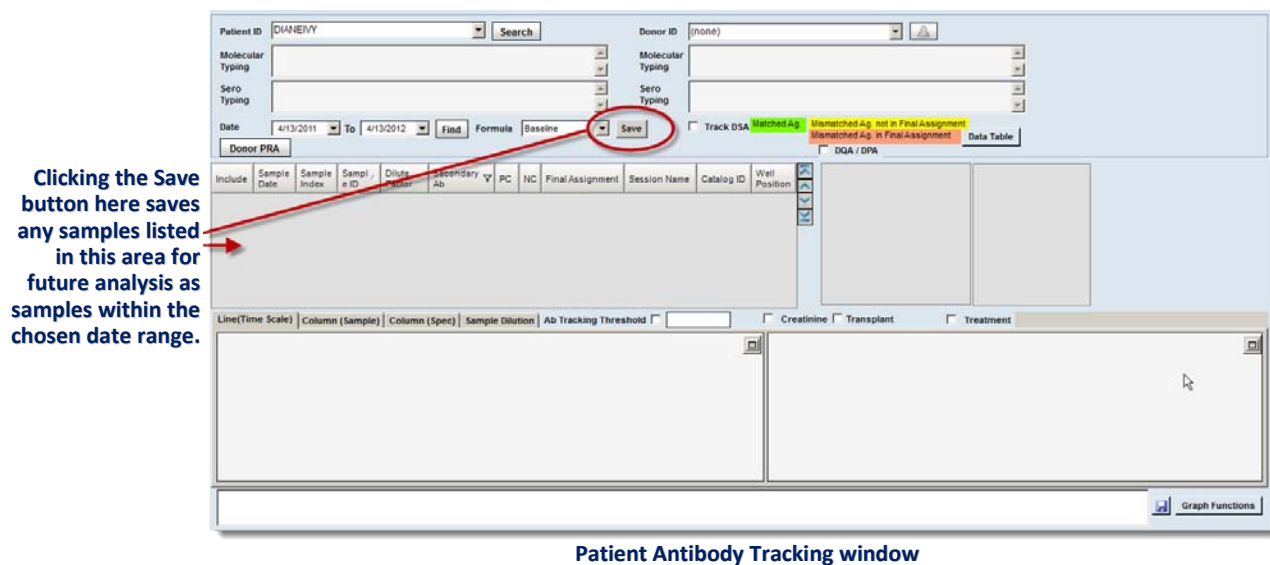 Patient ID DIANEIVY Search Donor ID (none)
Molecular Typing Molecular Typing
Sero Typing Sero Typing
Date 4/13/2011 To 4/13/2012 Find Formula Baseline Save Track DSA Matched Ag. Mismatched Ag. not in Final Assignment
Mismatched Ag. in Final Assignment Data Table
Donor PRA DQA / DPA
Include Sample Date Sample Index Sampl e ID Dilute Factor Secondary Ab PC NC Final Assignment Session Name Catalog ID Well Position
Clicking the Save
button here saves
any samples listed
in this area for
future analysis as
samples within the
chosen date range.
Line(Time Scale) Column (Sample) Column (Spec) Sample Dilution Ab Tracking Threshold Creatinine Transplant Treatment
Graph Functions
Patient Antibody Tracking window